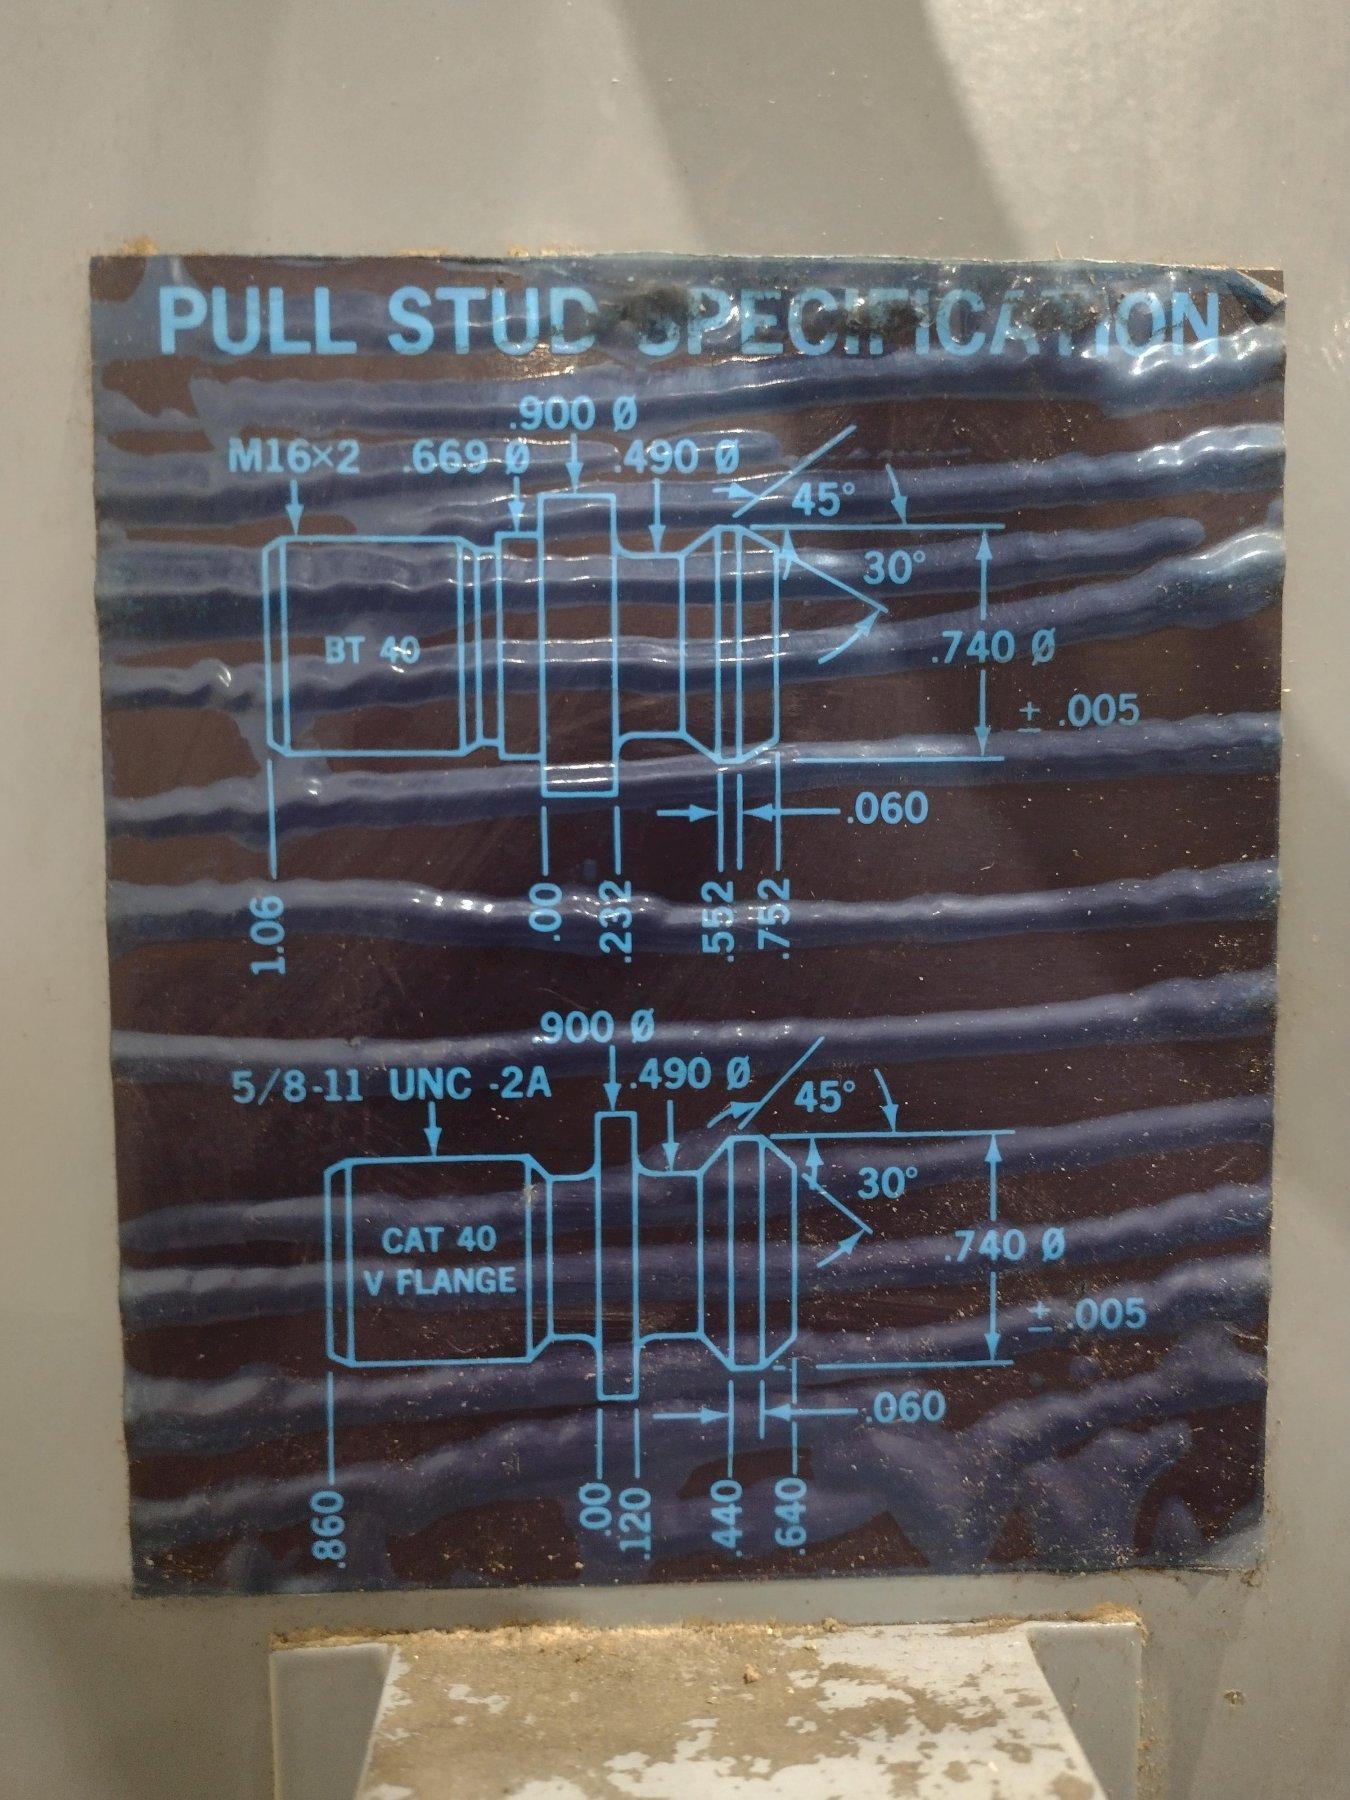 PULL STUD SPECIFICATION
.900 Ø
M16×2 .669 Ø .490 Ø
45°
30°
BT 40
.740 Ø
± .005
.060
1.06
.00
.232
.552
.752
.900 Ø
5/8-11 UNC -2A
.490 Ø
45°
30°
CAT 40
V FLANGE
.740 Ø
± .005
.060
.860
.00
.120
.440
.640